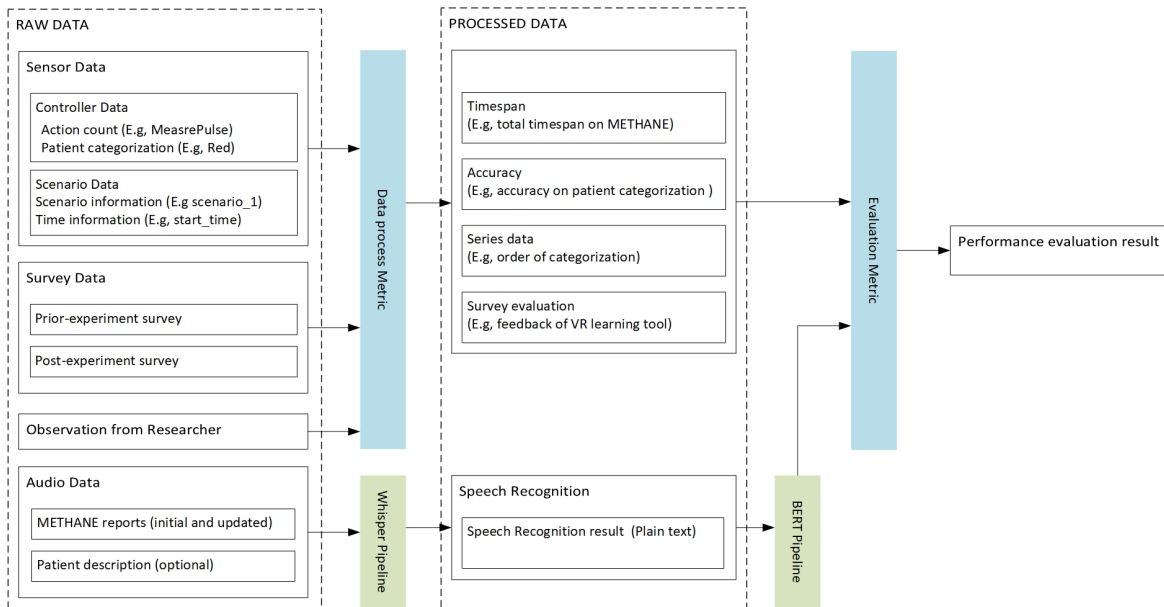 RAW DATA
Sensor Data
Controller Data
Action count (E.g, MeasrePulse)
Patient categorization (E.g, Red)
Scenario Data
Scenario information (E.g scenario_1)
Time information (E.g, start_time)
Survey Data
Prior-experiment survey
Post-experiment survey
Observation from Researcher
Audio Data
METHANE reports (initial and updated)
Patient description (optional)
Data process Metric
Whisper Pipeline
PROCESSED DATA
Timespan
(E.g, total timespan on METHANE)
Accuracy
(E.g, accuracy on patient categorization )
Series data
(E.g, order of categorization)
Survey evaluation
(E.g, feedback of VR learning tool)
Speech Recognition
Speech Recognition result  (Plain text)
BERT Pipeline
Evaluation Metric
Performance evaluation result